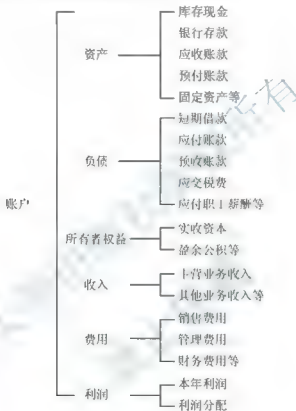 账户
资产
库存现金
银行存款
应收账款
预付账款
固定资产等
负债
短期借款
应付账款
预收账款
应交税费
应付职工薪酬等
所有者权益
实收资本
盈余公积等
收入
主营业务收入
其他业务收入等
费用
销售费用
管理费用
财务费用等
利润
本年利润
利润分配